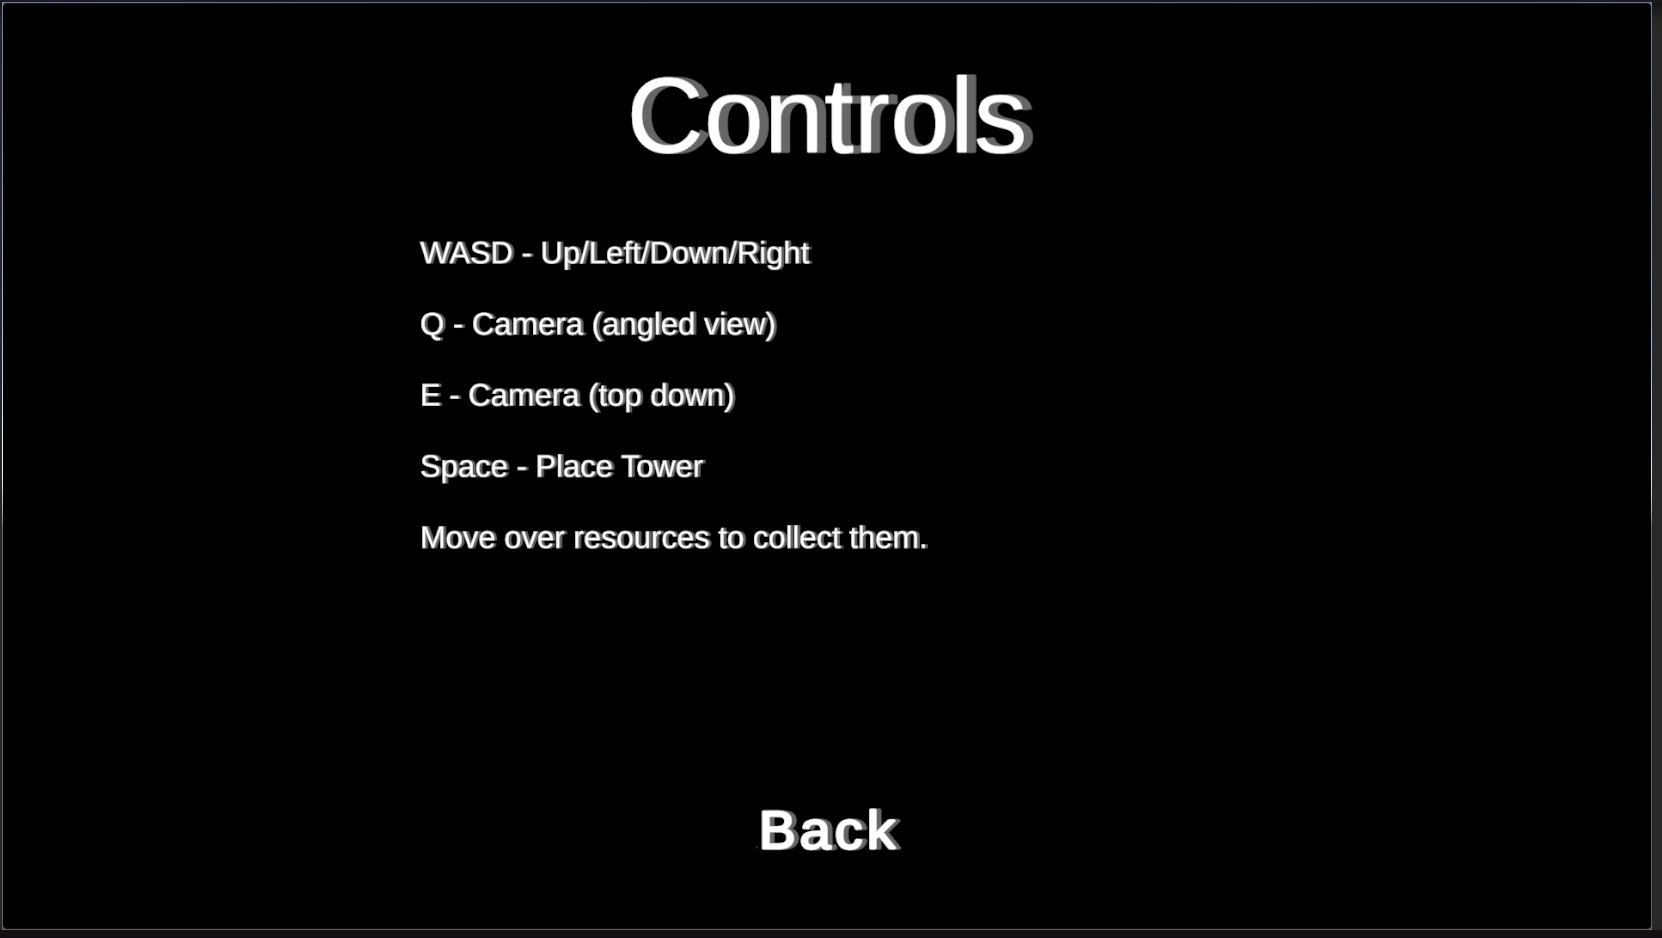 Controls
WASD - Up/Left/Down/Right
Q - Camera (angled view)
E - Camera (top down)
Space - Place Tower
Move over resources to collect them.
Back